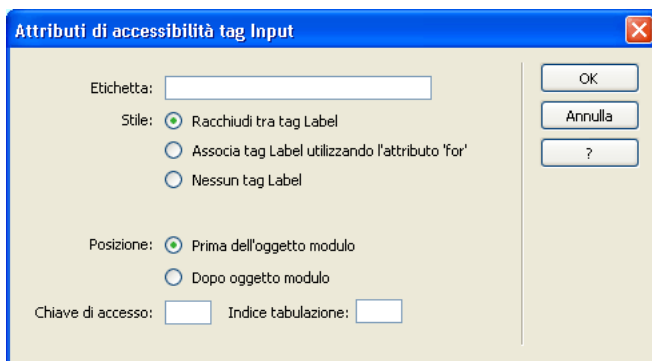 Attributi di accessibilità tag Input
Etichetta:
OK
Stile: Racchiudi tra tag Label
Annulla
Associa tag Label utilizzando l'attributo 'for'
?
Nessun tag Label
Posizione: Prima dell'oggetto modulo
Dopo oggetto modulo
Chiave di accesso: Indice tabulazione: